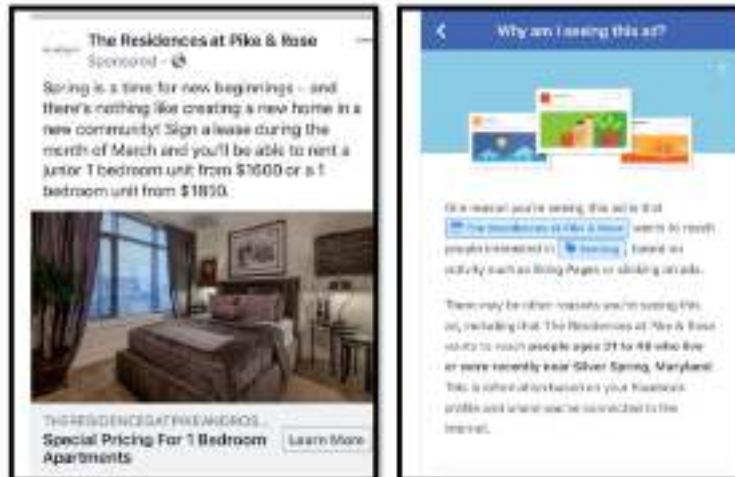 The Residences at Pike & Rose
Sponsored ·
Spring is a time for new beginnings - and
there's nothing like creating a new home in a
new community! Sign a lease during the
month of March and you'll be able to rent a
junior 1 bedroom unit from $1600 or a 1
bedroom unit from
THERESIDENCESATPIKEANDROS...
Special Pricing For 1 Bedroom
Apartments
Learn More
Why am I seeing this ad?
One reason you're seeing this ad is that
The Residences at Pike & Rose wants to reach
people interested in , based on
activity such as liking Pages or clicking on ads.
There may be other reasons you're seeing this
ad, including that The Residences at Pike & Rose
wants to reach people ages to who live
or were recently near Silver Spring, Maryland.
This is information based on your Facebook
profile and where you've connected to the
internet.